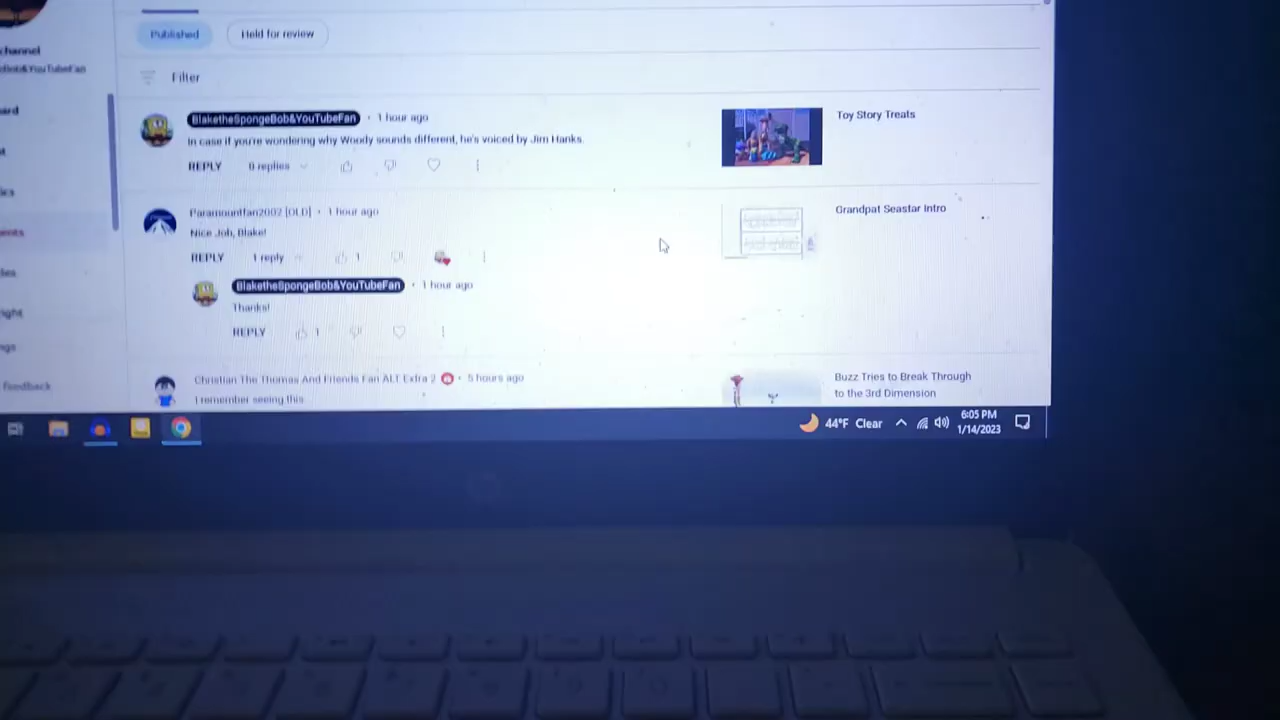 Published
Held for review
channel
Filter
BlaketheSpongeBob&YouTubeFan • 1 hour ago
Toy Story Treats
In case if you're wondering why Woody sounds different, he's voiced by Jim Hanks.
REPLY
0 replies
Paramountfan2002 [OLD] • 1 hour ago
Grandpat Seastar Intro
Nice Job, Blake!
REPLY
1 reply
1
BlaketheSpongeBob&YouTubeFan • 1 hour ago
Thanks!
REPLY
1
Christian The Thomas And Friends Fan ALT Extra 2 • 5 hours ago
Buzz Tries to Break Through
to the 3rd Dimension
feedback
I remember seeing this
44°F Clear
6:05 PM
1/14/2023